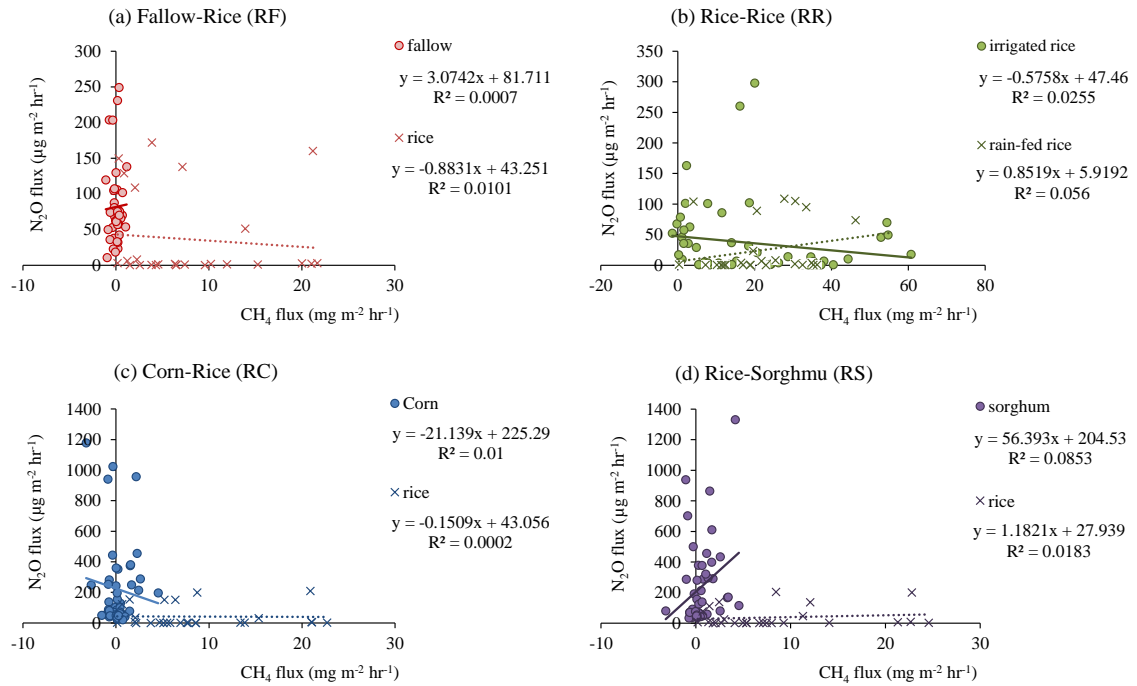 (a) Fallow-Rice (RF)
N₂O flux (µg m⁻² hr⁻¹)
300
250
200
150
100
50
0
-10 0 10 20 30
CH₄ flux (mg m⁻² hr⁻¹)
fallow
y = 3.0742x + 81.711
R² = 0.0007
rice
y = -0.8831x + 43.251
R² = 0.0101
(b) Rice-Rice (RR)
N₂O flux (µg m⁻² hr⁻¹)
350
300
250
200
150
100
50
0
-20 0 20 40 60 80
CH₄ flux (mg m⁻² hr⁻¹)
irrigated rice
y = -0.5758x + 47.46
R² = 0.0255
rain-fed rice
y = 0.8519x + 5.9192
R² = 0.056
(c) Corn-Rice (RC)
N₂O flux (µg m⁻² hr⁻¹)
1400
1200
1000
800
600
400
200
0
-10 0 10 20 30
CH₄ flux (mg m⁻² hr⁻¹)
Corn
y = -21.139x + 225.29
R² = 0.01
rice
y = -0.1509x + 43.056
R² = 0.0002
(d) Rice-Sorghmu (RS)
N₂O flux (µg m⁻² hr⁻¹)
1400
1200
1000
800
600
400
200
0
-10 0 10 20 30
CH₄ flux (mg m⁻² hr⁻¹)
sorghum
y = 56.393x + 204.53
R² = 0.0853
rice
y = 1.1821x + 27.939
R² = 0.0183